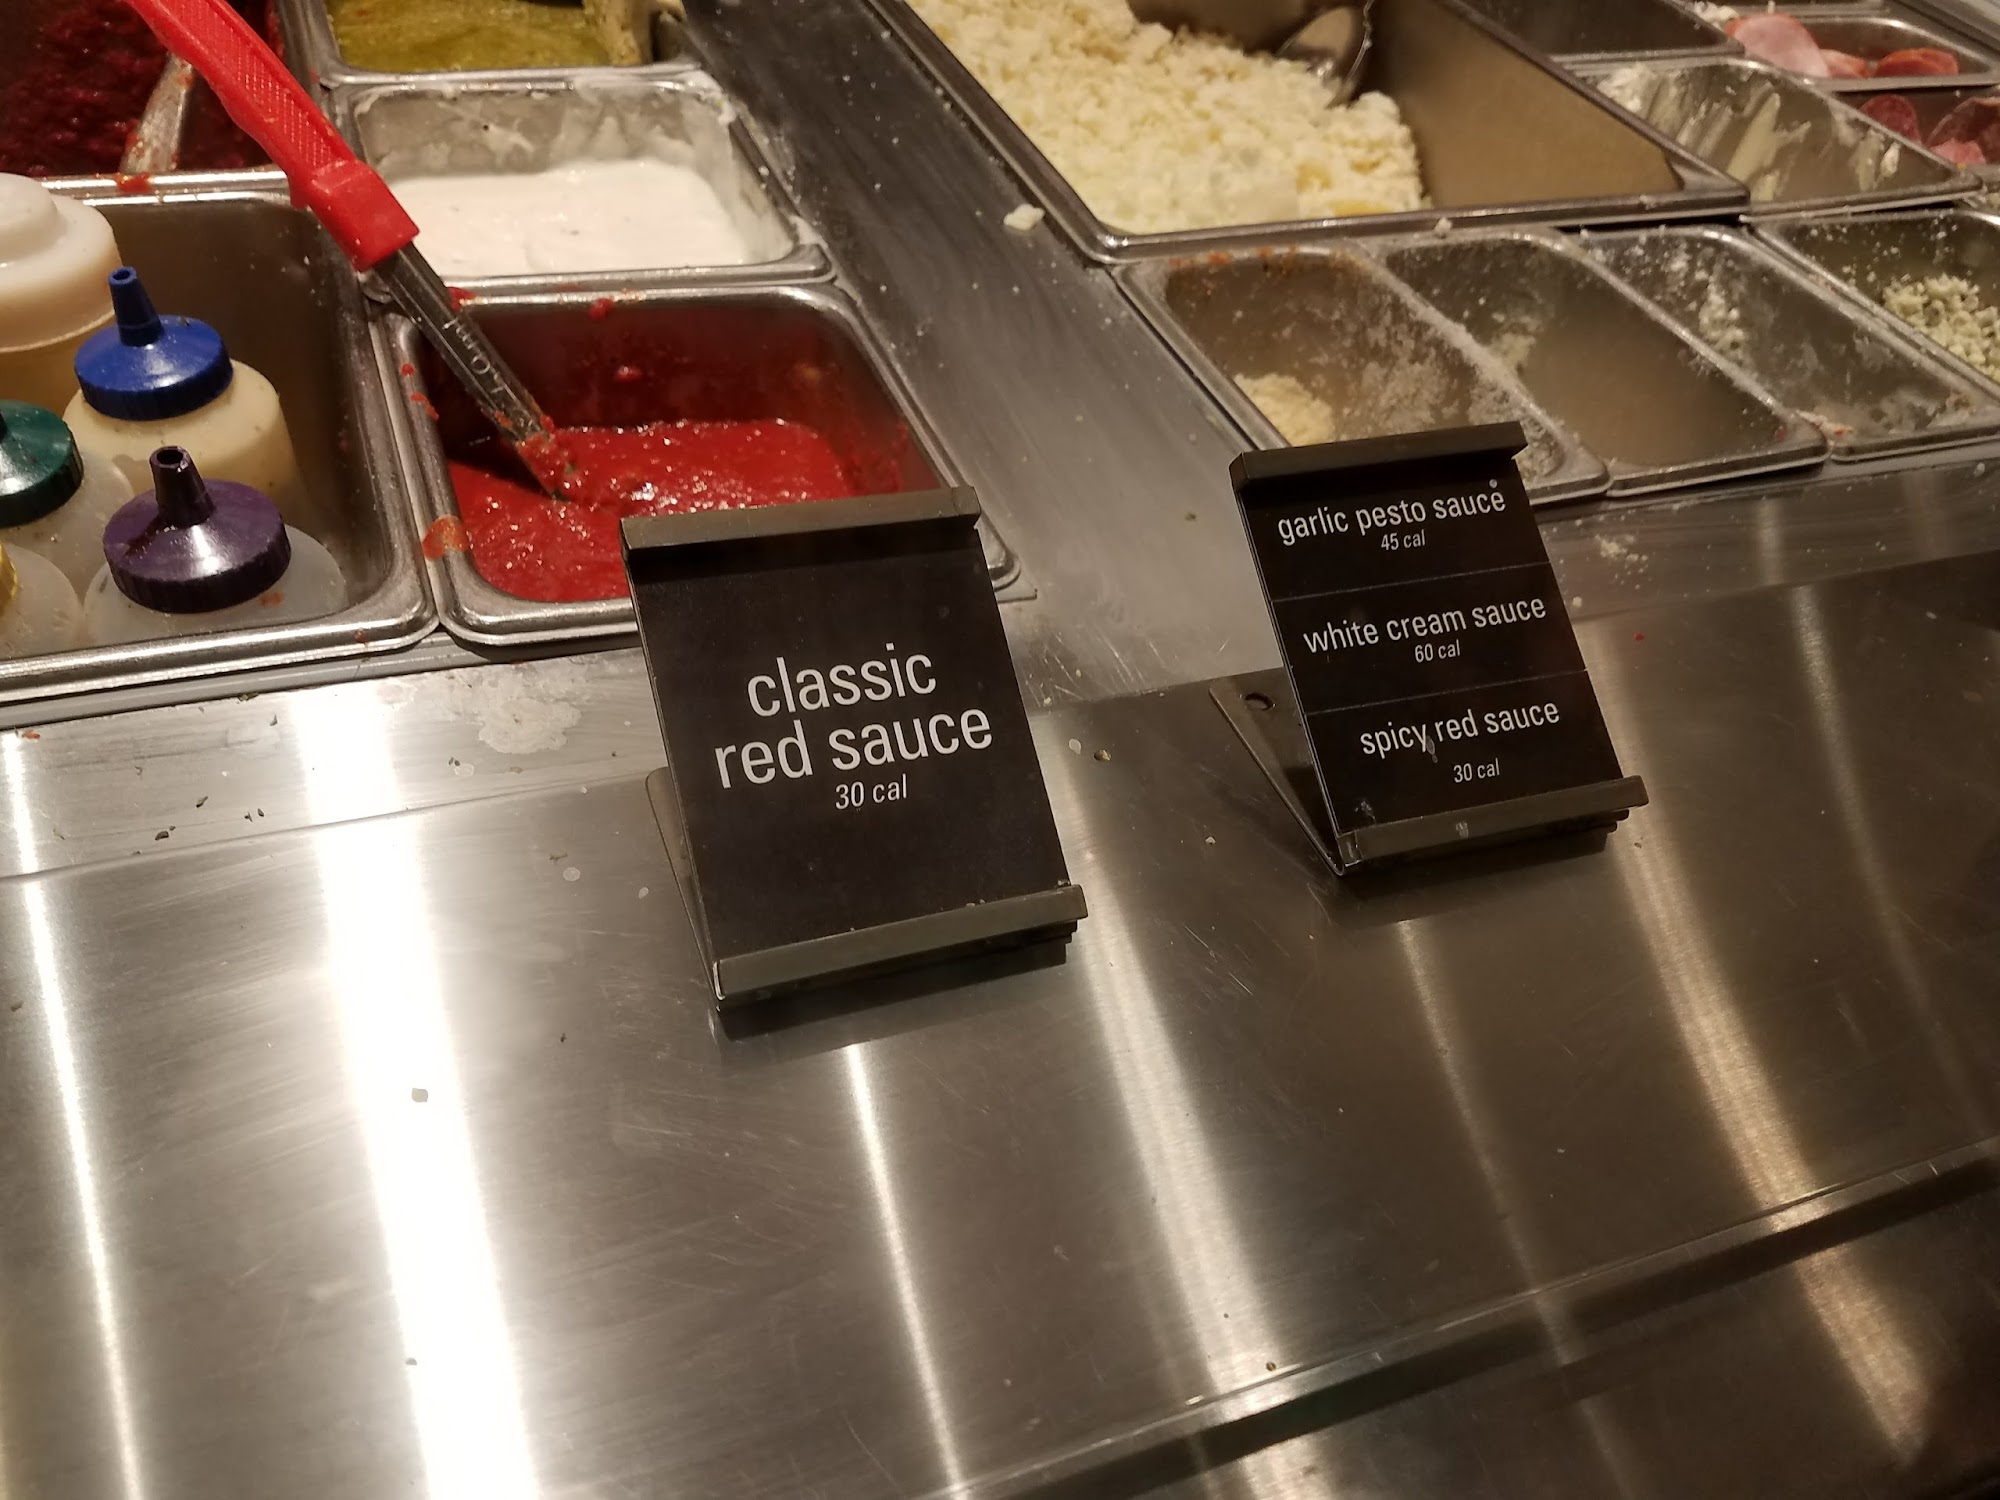 classic
red sauce
30 cal
garlic pesto sauce
45 cal
white cream sauce
60 cal
spicy red sauce
30 cal